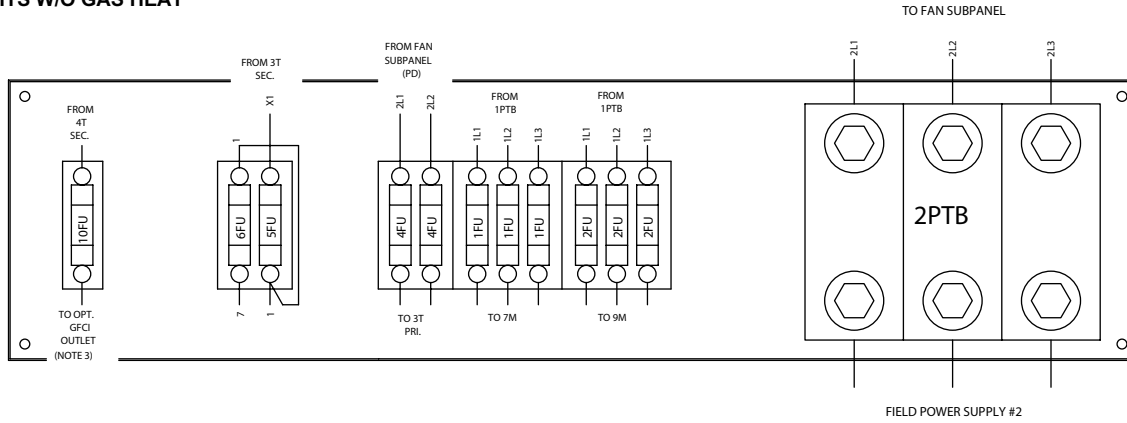 ITS W/O GAS HEAT
TO FAN SUBPANEL
2L1
2L2
2L3
FROM
4T
SEC.
10FU
TO OPT.
GFCI
OUTLET
(NOTE 3)
FROM 3T
SEC.
1
X1
6FU
5FU
7
1
FROM FAN
SUBPANEL
(PD)
2L1
2L2
4FU
4FU
TO 3T
PRI.
FROM
1PTB
1L1
1L2
1L3
1FU
1FU
1FU
TO 7M
FROM
1PTB
1L1
1L2
1L3
2FU
2FU
2FU
TO 9M
2PTB
FIELD POWER SUPPLY #2